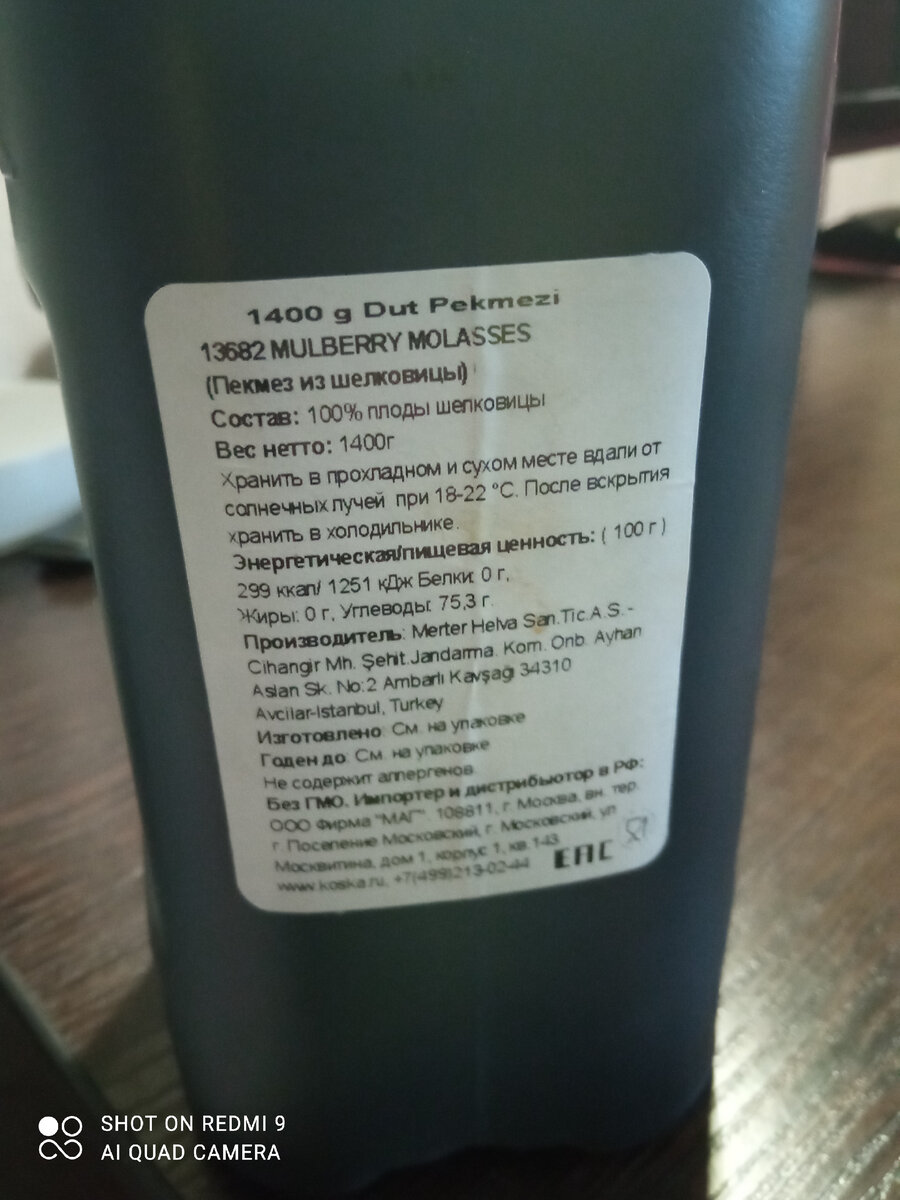 1400 g Dut Pekmezi
13682 MULBERRY MOLASSES
(Пекмез из шелковицы)
Состав: 100% плоды шелковицы
Вес нетто: 1400г
Хранить в прохладном и сухом месте вдали от
солнечных лучей при 18-22 °С. После вскрытия
хранить в холодильнике.
Энергетическая/пищевая ценность: ( 100 г )
299 ккал/ 1251 кДж Белки: 0 г,
Жиры: 0 г, Углеводы: 75,3 г.
Производитель: Merter Helva San.Tic.A.S. -
Cihangir Mh. Şehit.Jandarma. Kom. Onb. Ayhan
Aslan Sk. No:2 Ambarlı Kavşagi 34310
Avcilar-Istanbul, Turkey
Изготовлено: См. на упаковке
Годен до: См. на упаковке
Не содержит аллергенов.
Без ГМО. Импортер и дистрибьютор в РФ:
ООО Фирма "МАГ". 108811, г. Москва, вн. тер.
г. Поселение Московский, г. Московский, ул
Москвитина, дом 1, корпус 1, кв.143
www.koska.ru, +7(499)213-02-44 EAC
SHOT ON REDMI 9
AI QUAD CAMERA